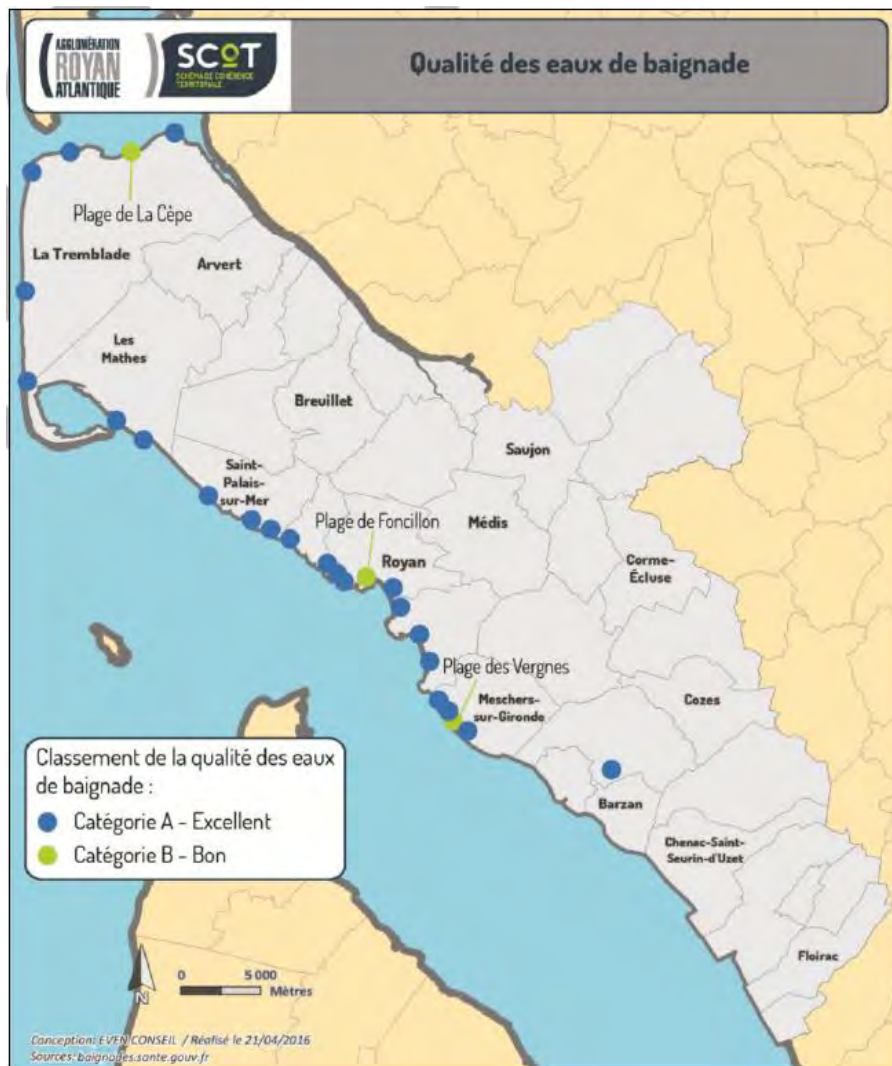 AGGLOMÉRATION
ROYAN
ATLANTIQUE
SCOT
SCHÉMA DE COHÉRENCE
TERRITORIALE
Qualité des eaux de baignade
Plage de La Cèpe
La Tremblade
Arvert
Les
Mathes
Breuillet
Saujon
Saint-
Palais-
sur-Mer
Plage de Foncillon
Médis
Royan
Corme-
Écluse
Plage des Vergnes
Meschers-
sur-Gironde
Cozes
Barzan
Chenac-Saint-
Seurin-d'Uzet
Floirac
Classement de la qualité des eaux
de baignade :
Catégorie A - Excellent
Catégorie B - Bon
N
0 5 000
Mètres
Conception: EVEN CONSEIL / Réalisé le 21/04/2016
Sources: baignades.sante.gouv.fr